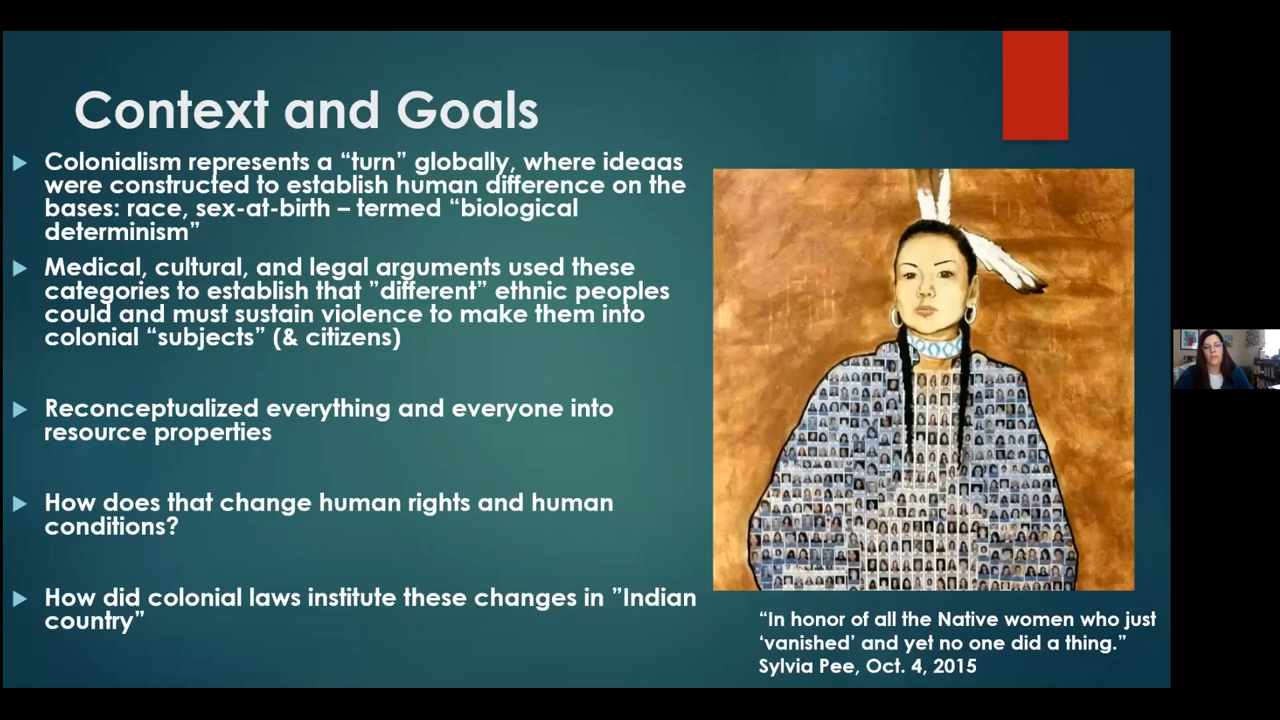 Context and Goals
Colonialism represents a “turn” globally, where ideaas
were constructed to establish human difference on the
bases: race, sex-at-birth – termed “biological
determinism”
Medical, cultural, and legal arguments used these
categories to establish that ”different” ethnic peoples
could and must sustain violence to make them into
colonial “subjects” (& citizens)
Reconceptualized everything and everyone into
resource properties
How does that change human rights and human
conditions?
How did colonial laws institute these changes in ”Indian
country”
“In honor of all the Native women who just
‘vanished’ and yet no one did a thing.”
Sylvia Pee, Oct. 4, 2015